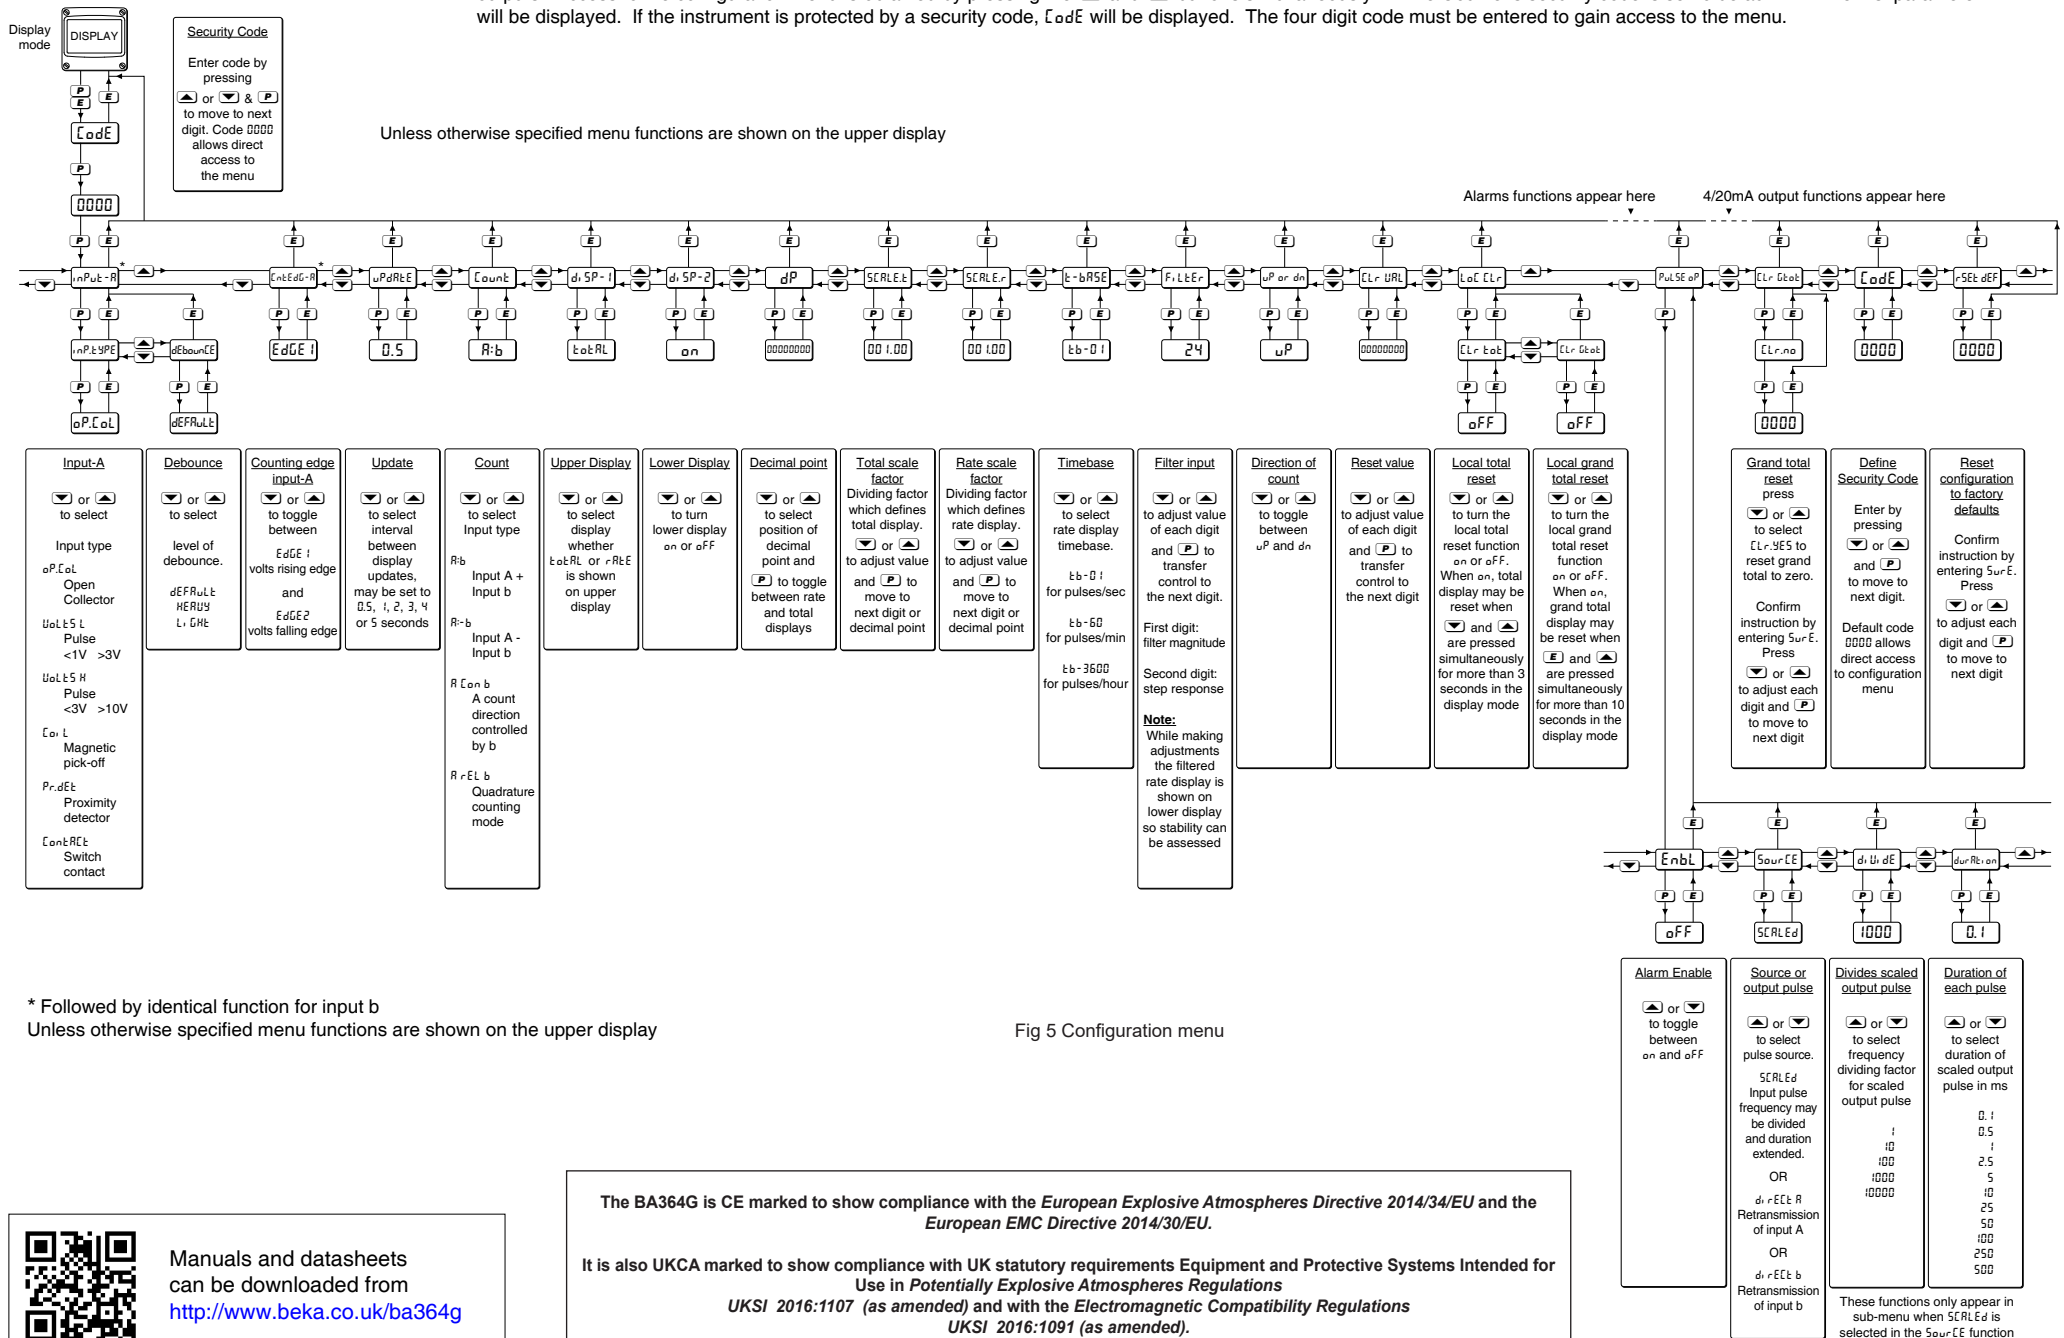 will be displayed. If the instrument is protected by a security code, CodE will be displayed. The four digit code must be entered to gain access to the menu.
Display
mode
DISPLAY
P
E
E
CodE
P
0000
Security Code
Enter code by
pressing
▲ or ▼ & P
to move to next
digit. Code 0000
allows direct
access to
the menu
Unless otherwise specified menu functions are shown on the upper display
Alarms functions appear here
4/20mA output functions appear here
inPut-A *
CntEdG-A *
uPdAtE
Count
diSP-1
diSP-2
dP
SCALE.t
SCALE.r
t-bASE
FiLtEr
uP or dn
CLr VAL
LoC CLr
PuLSE oP
CLr Gtot
CodE
rSEt dEF
inP.tYPE
dEbounCE
EdGE 1
0.5
A:b
totAL
on
00000000
001.00
001.00
tb-01
24
uP
00000000
CLr tot
CLr Gtot
CLr.no
0000
0000
oP.CoL
dEFAuLt
oFF
oFF
0000
Input-A
▼ or ▲
to select
Input type
oP.CoL
Open
Collector
VoLtS L
Pulse
<1V >3V
VoLtS H
Pulse
<3V >10V
CoiL
Magnetic
pick-off
Pr.dEt
Proximity
detector
ContACt
Switch
contact
Debounce
▼ or ▲
to select
level of
debounce.
dEFAuLt
HEAVY
LiGHt
Counting edge
input-A
▼ or ▲
to toggle
between
EdGE 1
volts rising edge
and
EdGE2
volts falling edge
Update
▼ or ▲
to select
interval
between
display
updates,
may be set to
0.5, 1, 2, 3, 4
or 5 seconds
Count
▼ or ▲
to select
Input type
A:b
Input A +
Input b
A:-b
Input A -
Input b
A Con b
A count
direction
controlled
by b
A rEL b
Quadrature
counting
mode
Upper Display
▼ or ▲
to select
display
whether
totAL or rAtE
is shown
on upper
display
Lower Display
▼ or ▲
to turn
lower display
on or oFF
Decimal point
▼ or ▲
to select
position of
decimal
point and
P to toggle
between rate
and total
displays
Total scale
factor
Dividing factor
which defines
total display.
▼ or ▲
to adjust value
and P to
move to
next digit or
decimal point
Rate scale
factor
Dividing factor
which defines
rate display.
▼ or ▲
to adjust value
and P to
move to
next digit or
decimal point
Timebase
▼ or ▲
to select
rate display
timebase.
tb-01
for pulses/sec
tb-60
for pulses/min
tb-3600
for pulses/hour
Filter input
▼ or ▲
to adjust value
of each digit
and P to
transfer
control to
the next digit.
First digit:
filter magnitude
Second digit:
step response
Note:
While making
adjustments
the filtered
rate display is
shown on
lower display
so stability can
be assessed
Direction of
count
▼ or ▲
to toggle
between
uP and dn
Reset value
▼ or ▲
to adjust value
of each digit
and P to
transfer
control to
the next digit
Local total
reset
▼ or ▲
to turn the
local total
reset function
on or oFF.
When on, total
display may be
reset when
▼ and ▲
are pressed
simultaneously
for more than 3
seconds in the
display mode
Local grand
total reset
▼ or ▲
to turn the
local grand
total reset
function
on or oFF.
When on,
grand total
display may
be reset when
E and ▲
are pressed
simultaneously
for more than 10
seconds in the
display mode
Grand total
reset
press
▼ or ▲
to select
CLr.YES to
reset grand
total to zero.
Confirm
instruction by
entering SurE.
Press
▼ or ▲
to adjust each
digit and P
to move to
next digit
Define
Security Code
Enter by
pressing
▼ or ▲
and P
to move to
next digit.
Default code
0000 allows
direct access
to configuration
menu
Reset
configuration
to factory
defaults
Confirm
instruction by
entering SurE.
Press
▼ or ▲
to adjust each
digit and P
to move to
next digit
EnbL
SourCE
diVidE
durAtion
oFF
SCALEd
1000
0.1
Alarm Enable
▲ or ▼
to toggle
between
on and oFF
Source or
output pulse
▲ or ▼
to select
pulse source.
SCALEd
Input pulse
frequency may
be divided
and duration
extended.
OR
dirECt A
Retransmission
of input A
OR
dirECt b
Retransmission
of input b
Divides scaled
output pulse
▲ or ▼
to select
frequency
dividing factor
for scaled
output pulse
1
10
100
1000
10000
Duration of
each pulse
▲ or ▼
to select
duration of
scaled output
pulse in ms
0.1
0.5
1
2.5
5
10
25
50
100
250
500
These functions only appear in
sub-menu when SCALEd is
selected in the SourCE function
* Followed by identical function for input b
Unless otherwise specified menu functions are shown on the upper display
Fig 5 Configuration menu
Manuals and datasheets
can be downloaded from
http://www.beka.co.uk/ba364g
The BA364G is CE marked to show compliance with the European Explosive Atmospheres Directive 2014/34/EU and the
European EMC Directive 2014/30/EU.
It is also UKCA marked to show compliance with UK statutory requirements Equipment and Protective Systems Intended for
Use in Potentially Explosive Atmospheres Regulations
UKSI 2016:1107 (as amended) and with the Electromagnetic Compatibility Regulations
UKSI 2016:1091 (as amended).